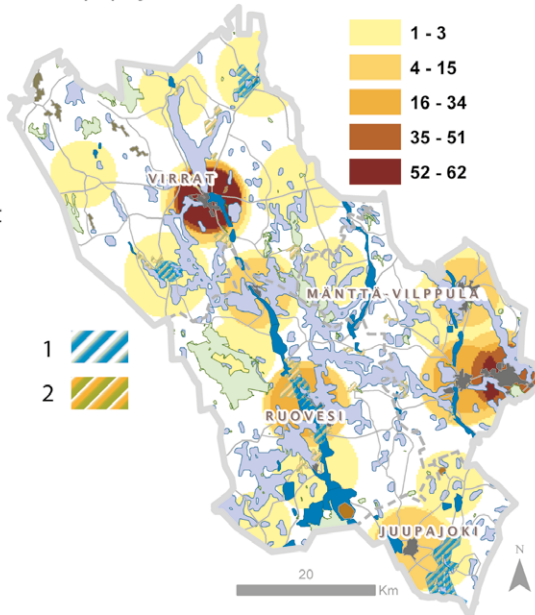 1 - 3
4 - 15
16 - 34
35 - 51
52 - 62
VIRRAT
MÄNTTÄ-VILPPULA
1
2
RUOVESI
JUUPAJOKI
20
Km
N